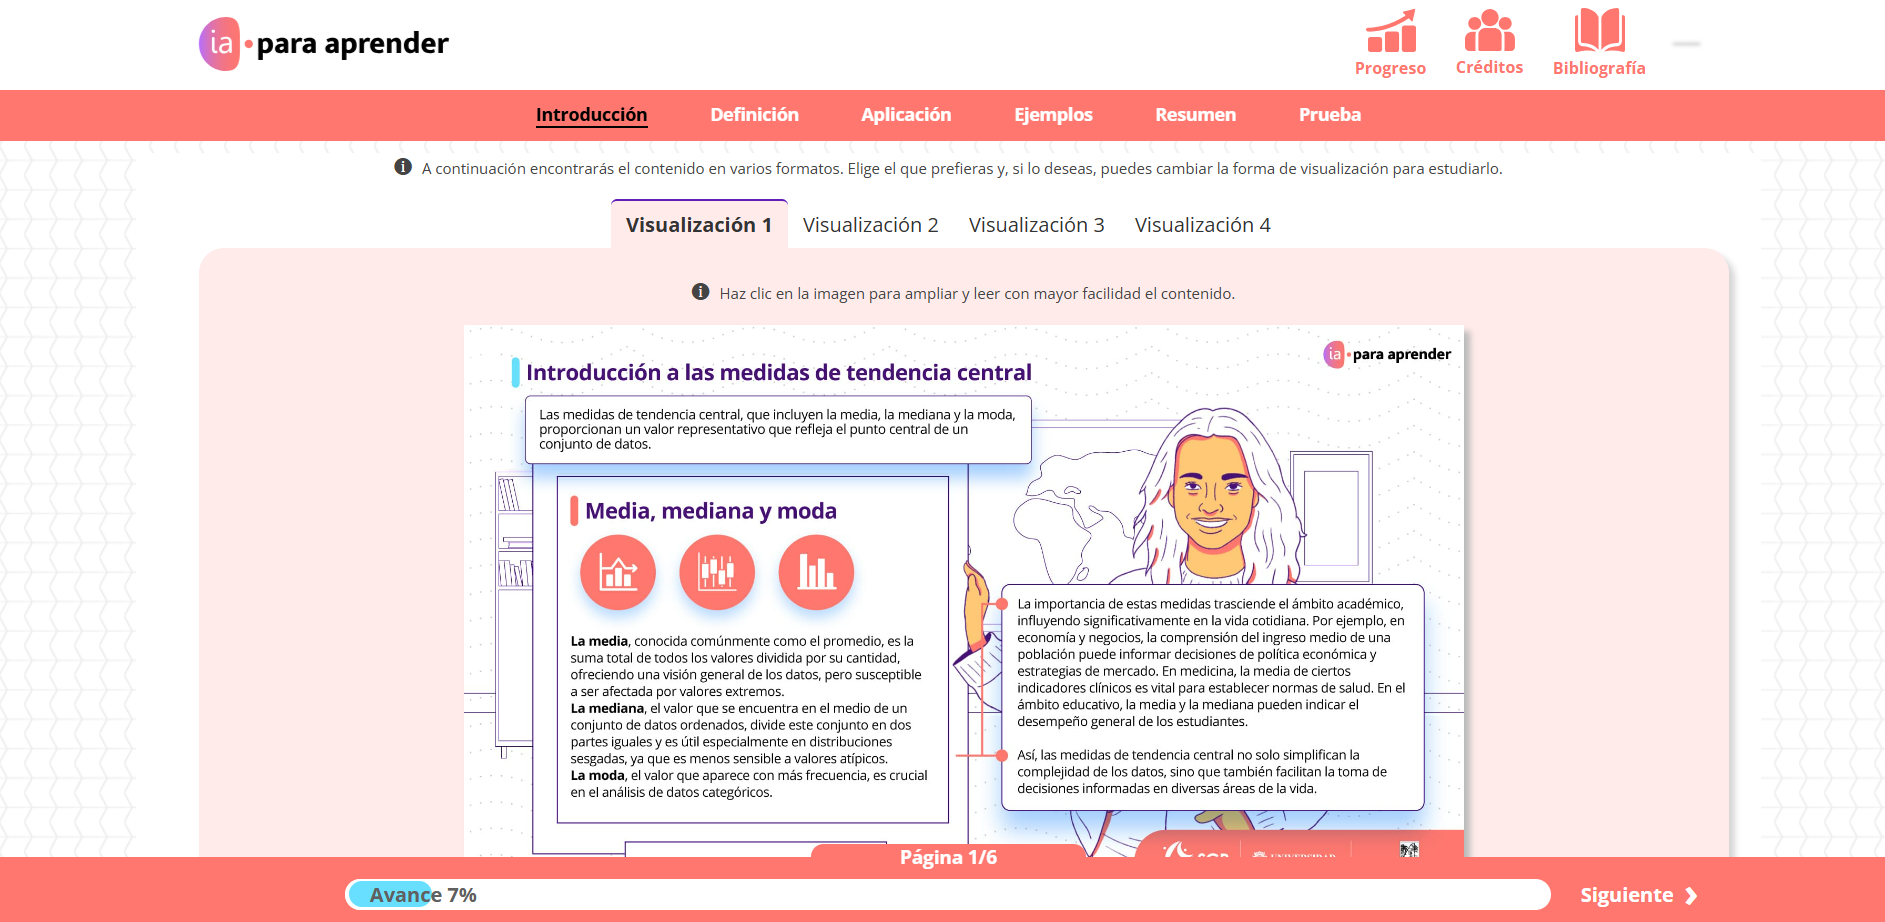 ia • para aprender
Progreso
Créditos
Bibliografía
Introducción
Definición
Aplicación
Ejemplos
Resumen
Prueba
A continuación encontrarás el contenido en varios formatos. Elige el que prefieras y, si lo deseas, puedes cambiar la forma de visualización para estudiarlo.
Visualización 1
Visualización 2
Visualización 3
Visualización 4
Haz clic en la imagen para ampliar y leer con mayor facilidad el contenido.
ia • para aprender
Introducción a las medidas de tendencia central
Las medidas de tendencia central, que incluyen la media, la mediana y la moda,
proporcionan un valor representativo que refleja el punto central de un
conjunto de datos.
Media, mediana y moda
La media, conocida comúnmente como el promedio, es la
suma total de todos los valores dividida por su cantidad,
ofreciendo una visión general de los datos, pero susceptible
a ser afectada por valores extremos.
La mediana, el valor que se encuentra en el medio de un
conjunto de datos ordenados, divide este conjunto en dos
partes iguales y es útil especialmente en distribuciones
sesgadas, ya que es menos sensible a valores atípicos.
La moda, el valor que aparece con más frecuencia, es crucial
en el análisis de datos categóricos.
La importancia de estas medidas trasciende el ámbito académico,
influyendo significativamente en la vida cotidiana. Por ejemplo, en
economía y negocios, la comprensión del ingreso medio de una
población puede informar decisiones de política económica y
estrategias de mercado. En medicina, la media de ciertos
indicadores clínicos es vital para establecer normas de salud. En el
ámbito educativo, la media y la mediana pueden indicar el
desempeño general de los estudiantes.
Así, las medidas de tendencia central no solo simplifican la
complejidad de los datos, sino que también facilitan la toma de
decisiones informadas en diversas áreas de la vida.
Página 1/6
Avance 7%
Siguiente